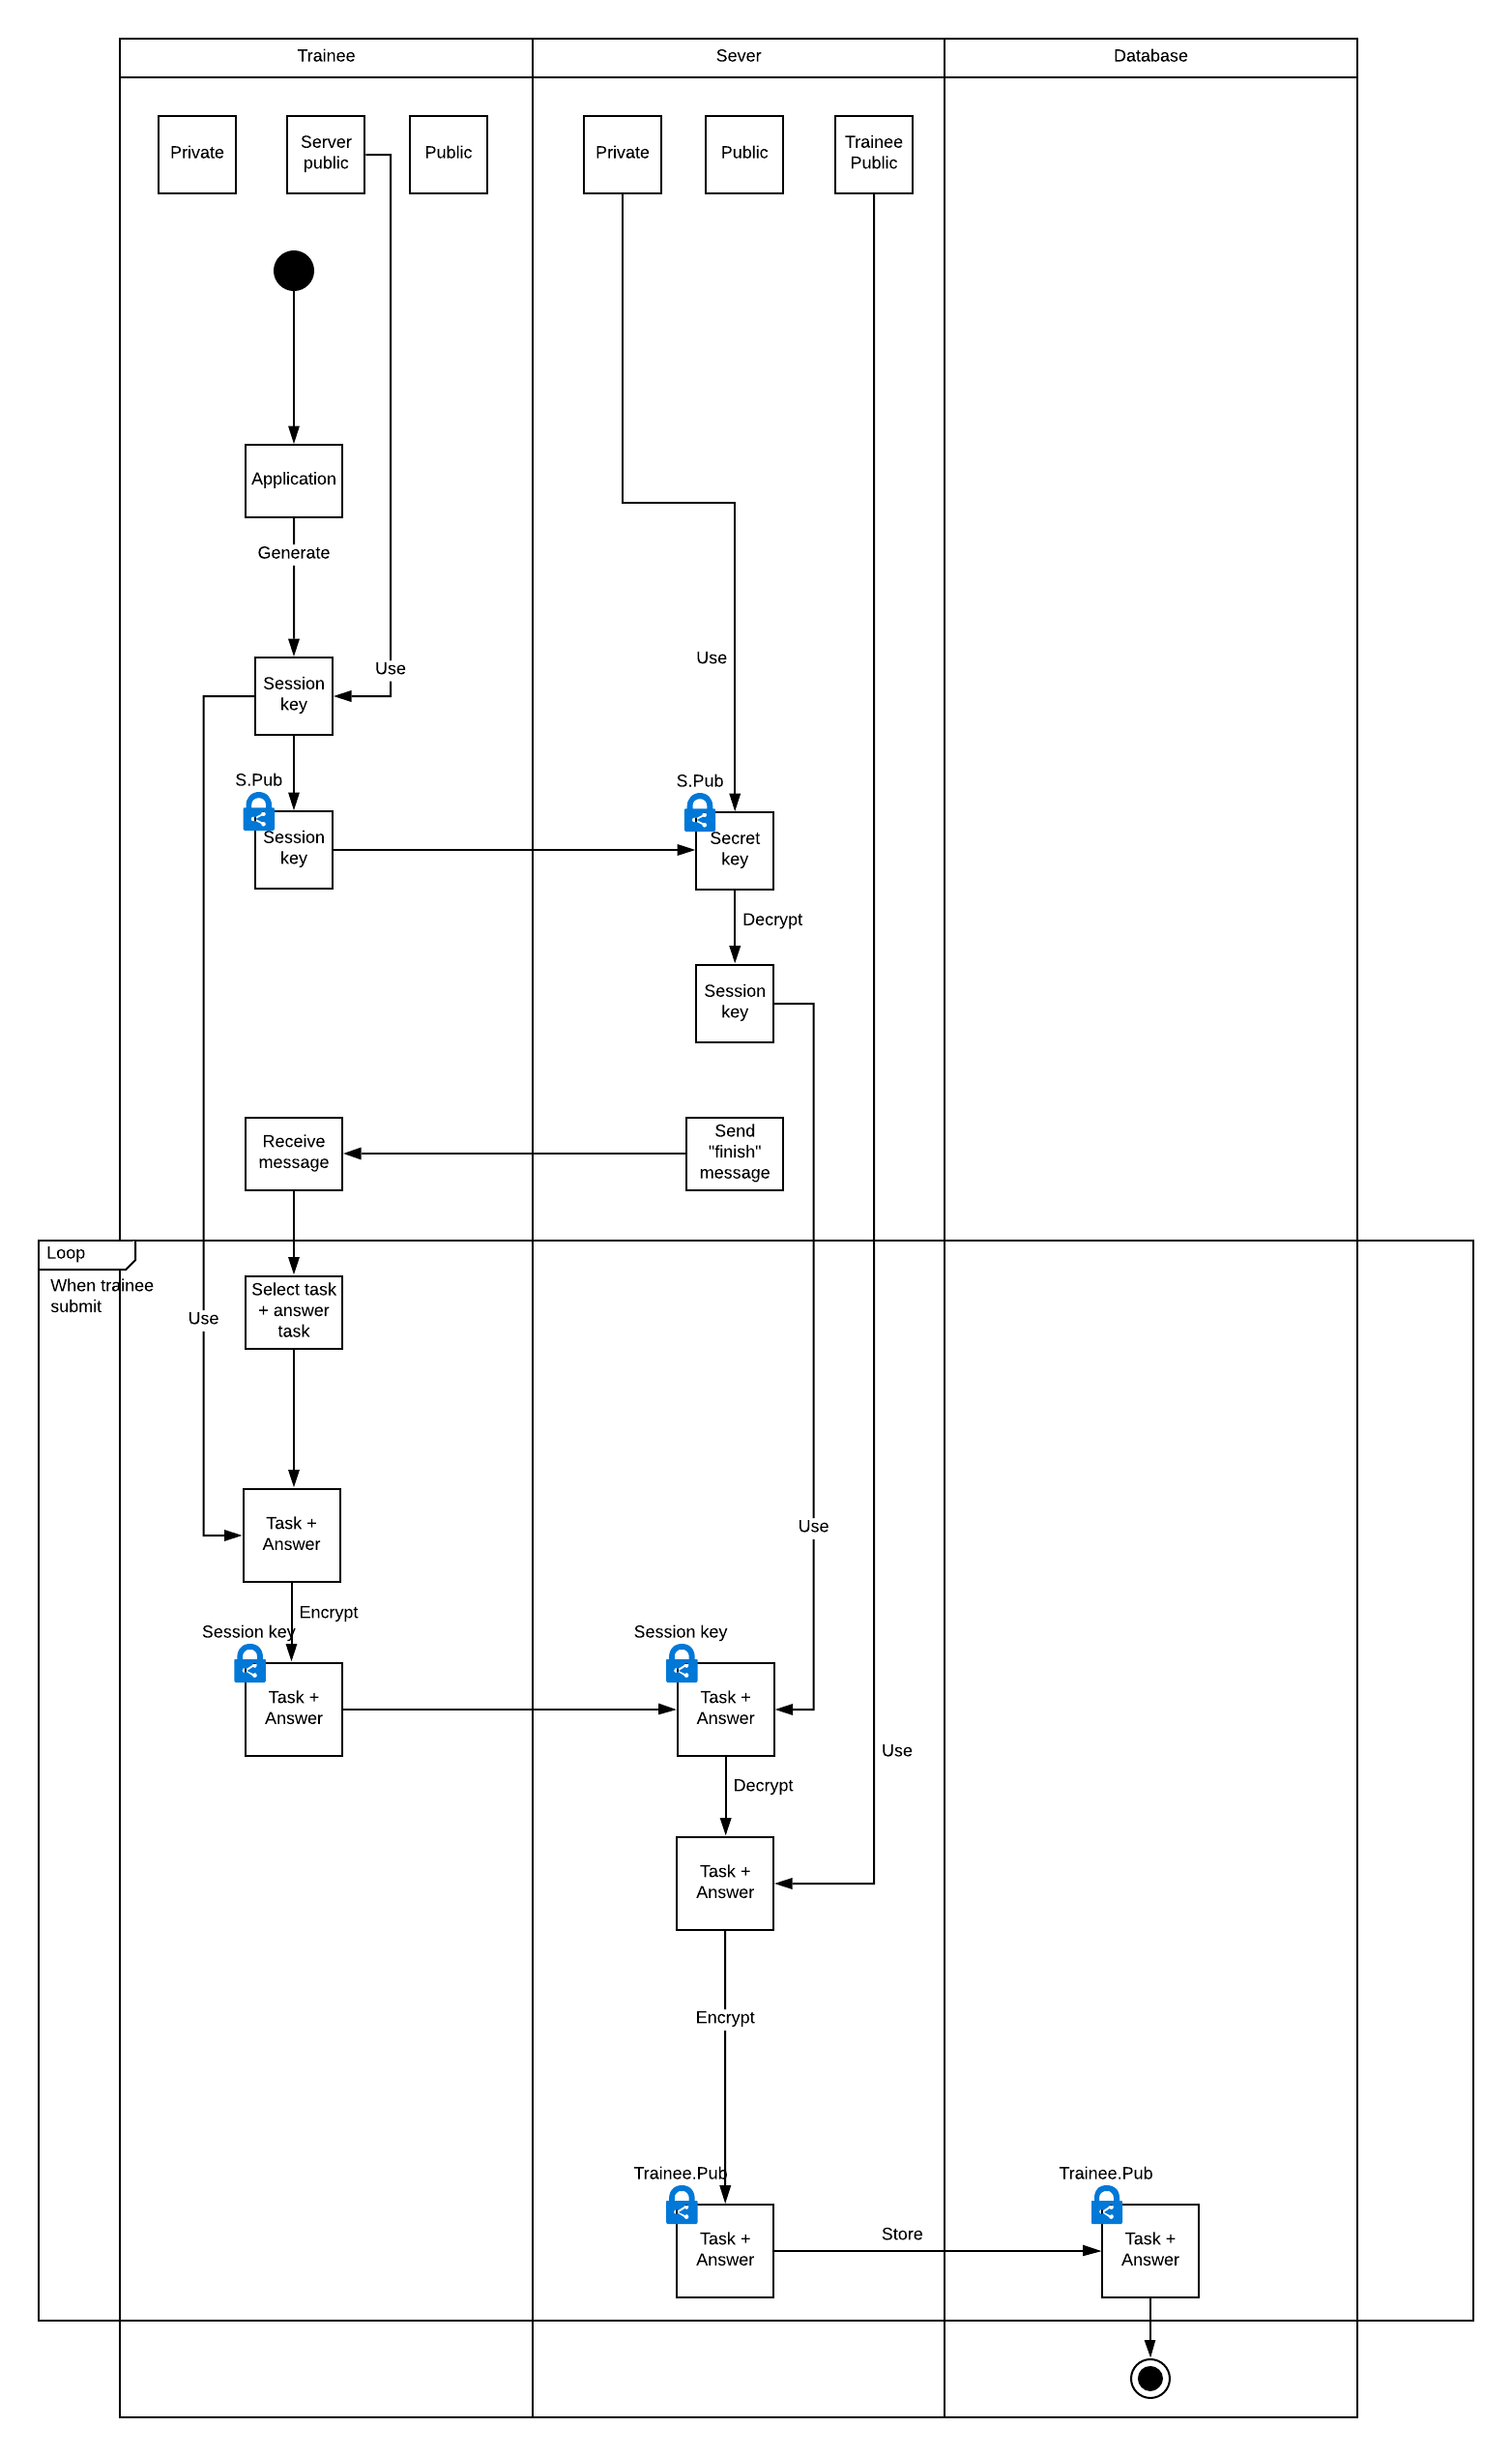 Trainee
Sever
Database
Private
Server
public
Public
Private
Public
Trainee
Public
Application
Generate
Use
Use
Session
key
S.Pub
Session
key
S.Pub
Secret
key
Decrypt
Session
key
Receive
message
Send
"finish"
message
Loop
When trainee
submit
Select task
+ answer
task
Use
Task +
Answer
Use
Encrypt
Session key
Task +
Answer
Session key
Task +
Answer
Use
Decrypt
Task +
Answer
Encrypt
Trainee.Pub
Task +
Answer
Store
Trainee.Pub
Task +
Answer